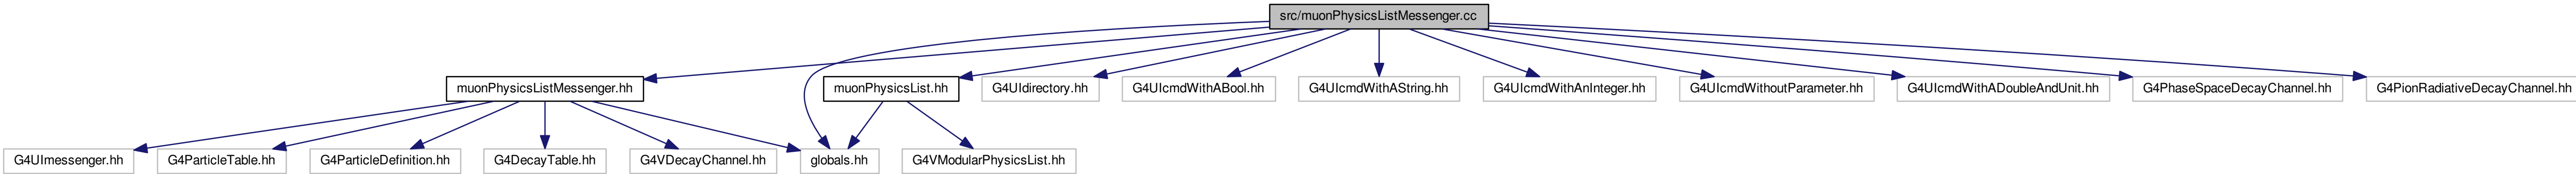 src/muonPhysicsListMessenger.cc
muonPhysicsListMessenger.hh
muonPhysicsList.hh
G4UIdirectory.hh
G4UIcmdWithABool.hh
G4UIcmdWithAString.hh
G4UIcmdWithAnInteger.hh
G4UIcmdWithoutParameter.hh
G4UIcmdWithADoubleAndUnit.hh
G4PhaseSpaceDecayChannel.hh
G4PionRadiativeDecayChannel.hh
G4UImessenger.hh
G4ParticleTable.hh
G4ParticleDefinition.hh
G4DecayTable.hh
G4VDecayChannel.hh
globals.hh
G4VModularPhysicsList.hh